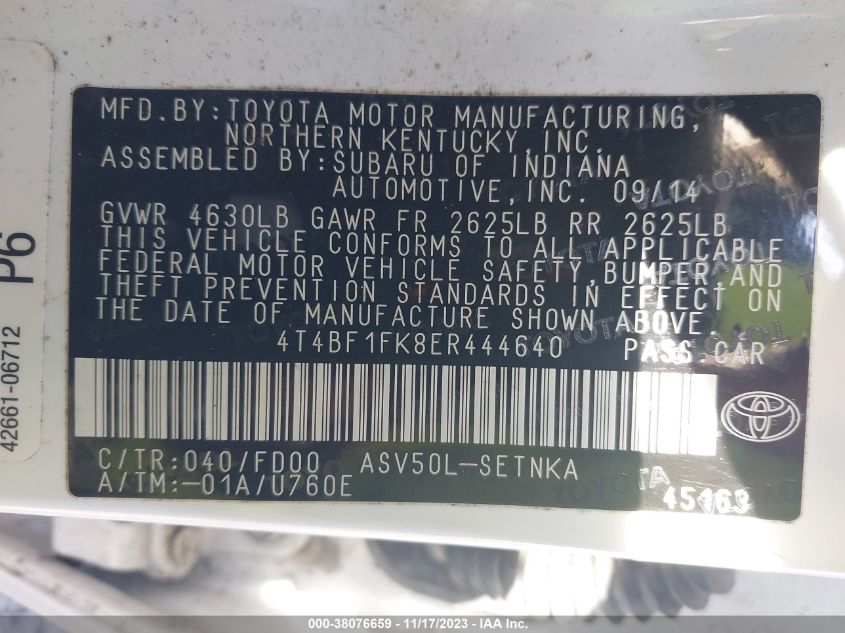 MFD.BY:TOYOTA MOTOR MANUFACTURING,
NORTHERN KENTUCKY,INC.
ASSEMBLED BY:SUBARU OF INDIANA
AUTOMOTIVE,INC. 09/14
GVWR 4630LB GAWR FR 2625LB RR 2625LB
THIS VEHICLE CONFORMS TO ALL APPLICABLE
FEDERAL MOTOR VEHICLE SAFETY,BUMPER,AND
THEFT PREVENTION STANDARDS IN EFFECT ON
THE DATE OF MANUFACTURE SHOWN ABOVE.
4T4BF1FK8ER444640 PASS.CAR
C/TR:040/FD00 ASV50L-SETNKA
A/TM:-01A/U760E
42661-06712 P6
000-38076659 - 11/17/2023 - IAAI Inc.